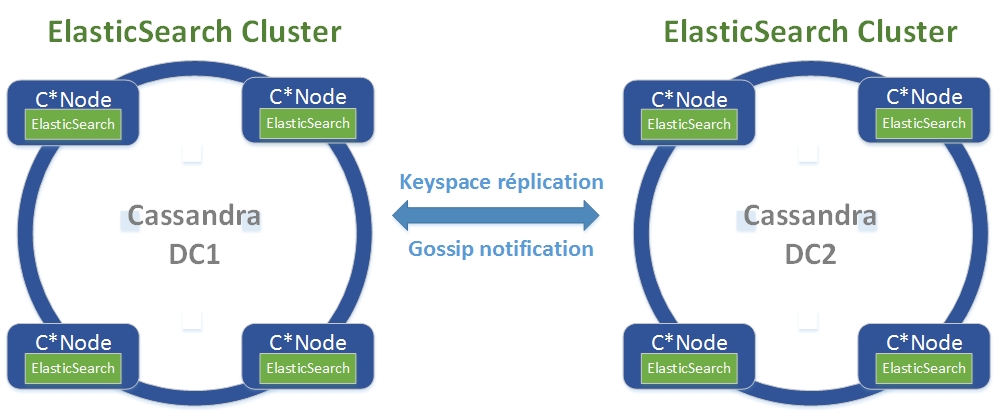 ElasticSearch Cluster
ElasticSearch Cluster
C*Node
ElasticSearch
C*Node
ElasticSearch
C*Node
ElasticSearch
C*Node
ElasticSearch
Keyspace réplication
Gossip notification
Cassandra
DC1
Cassandra
DC2
C*Node
ElasticSearch
C*Node
ElasticSearch
C*Node
ElasticSearch
C*Node
ElasticSearch